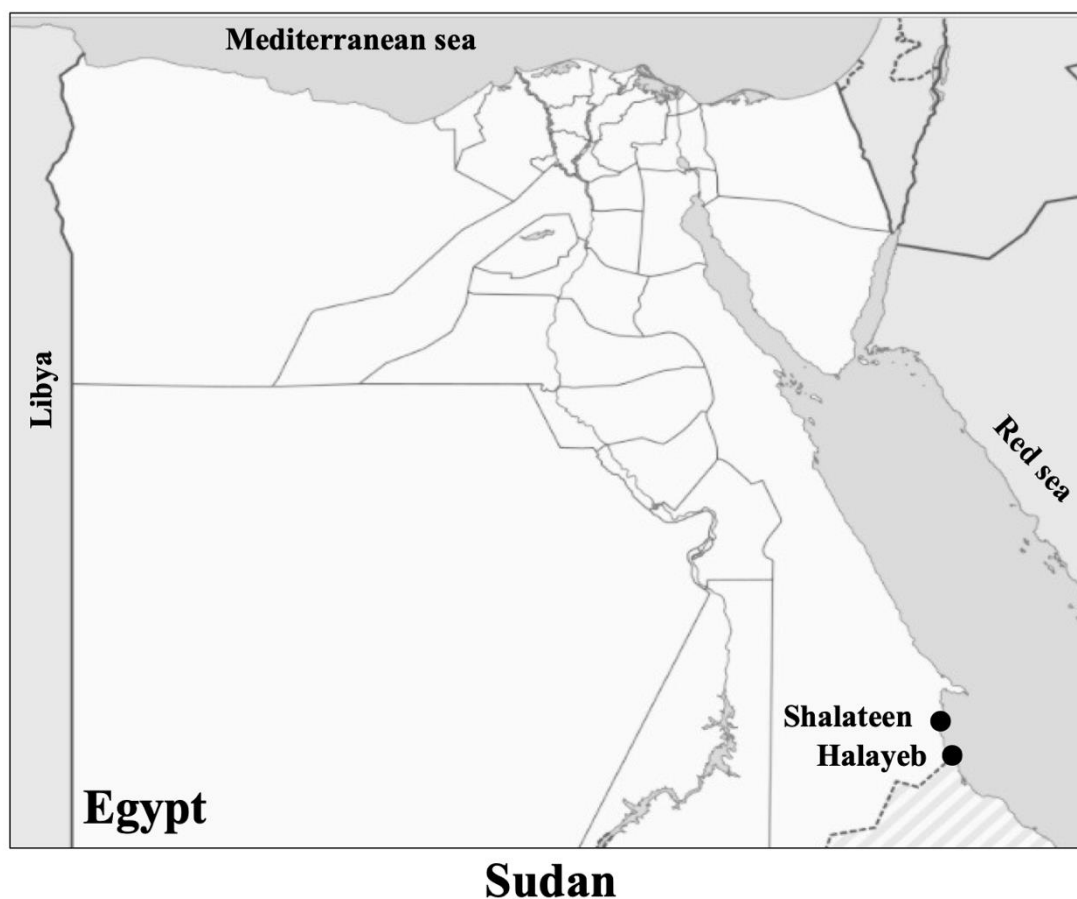 Mediterranean sea
Libya
Red sea
Shalateen
Halayeb
Egypt
Sudan